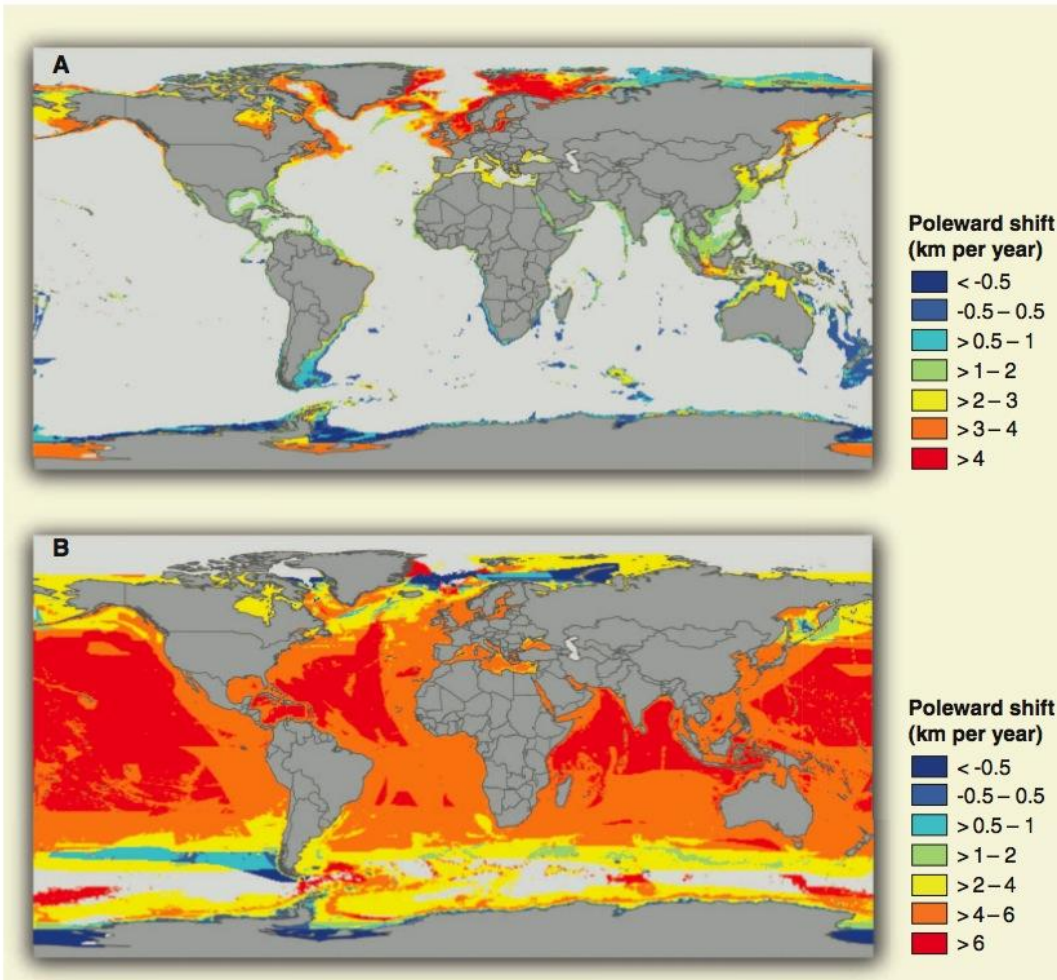 A
Poleward shift
(km per year)
< -0.5
-0.5 – 0.5
> 0.5 – 1
> 1 – 2
> 2 – 3
> 3 – 4
> 4
B
Poleward shift
(km per year)
< -0.5
-0.5 – 0.5
> 0.5 – 1
> 1 – 2
> 2 – 4
> 4 – 6
> 6